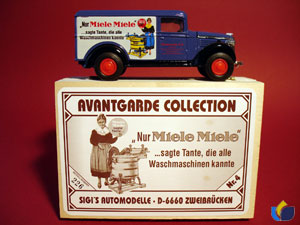 „Nur Miele Miele"
...sagte Tante, die alle
Waschmaschinen kannte
AVANTGARDE COLLECTION
„Nur Miele Miele"
...sagte Tante, die alle
Waschmaschinen kannte
226
Nr. 4
SIGI'S AUTOMODELLE · D-6660 ZWEIBRÜCKEN